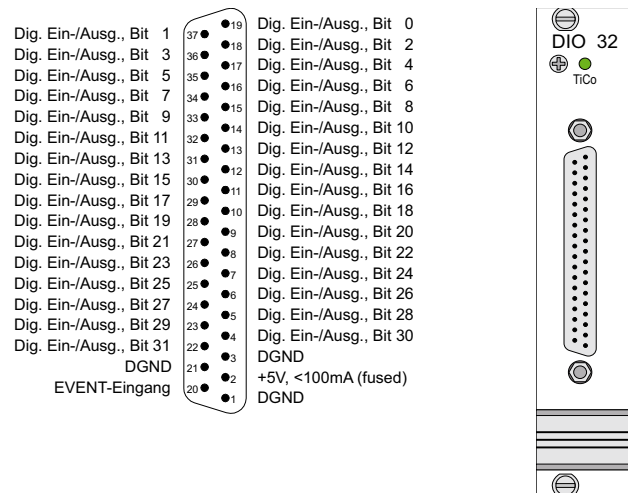 Dig. Ein-/Ausg., Bit 1 37 19 Dig. Ein-/Ausg., Bit 0
Dig. Ein-/Ausg., Bit 3 36 18 Dig. Ein-/Ausg., Bit 2
Dig. Ein-/Ausg., Bit 5 35 17 Dig. Ein-/Ausg., Bit 4
Dig. Ein-/Ausg., Bit 7 34 16 Dig. Ein-/Ausg., Bit 6
Dig. Ein-/Ausg., Bit 9 33 15 Dig. Ein-/Ausg., Bit 8
Dig. Ein-/Ausg., Bit 11 32 14 Dig. Ein-/Ausg., Bit 10
Dig. Ein-/Ausg., Bit 13 31 13 Dig. Ein-/Ausg., Bit 12
Dig. Ein-/Ausg., Bit 15 30 12 Dig. Ein-/Ausg., Bit 14
Dig. Ein-/Ausg., Bit 17 29 11 Dig. Ein-/Ausg., Bit 16
Dig. Ein-/Ausg., Bit 19 28 10 Dig. Ein-/Ausg., Bit 18
Dig. Ein-/Ausg., Bit 21 27 9 Dig. Ein-/Ausg., Bit 20
Dig. Ein-/Ausg., Bit 23 26 8 Dig. Ein-/Ausg., Bit 22
Dig. Ein-/Ausg., Bit 25 25 7 Dig. Ein-/Ausg., Bit 24
Dig. Ein-/Ausg., Bit 27 24 6 Dig. Ein-/Ausg., Bit 26
Dig. Ein-/Ausg., Bit 29 23 5 Dig. Ein-/Ausg., Bit 28
Dig. Ein-/Ausg., Bit 31 22 4 Dig. Ein-/Ausg., Bit 30
DGND 21 3 DGND
EVENT-Eingang 20 2 +5V, <100mA (fused)
1 DGND
DIO 32
TiCo